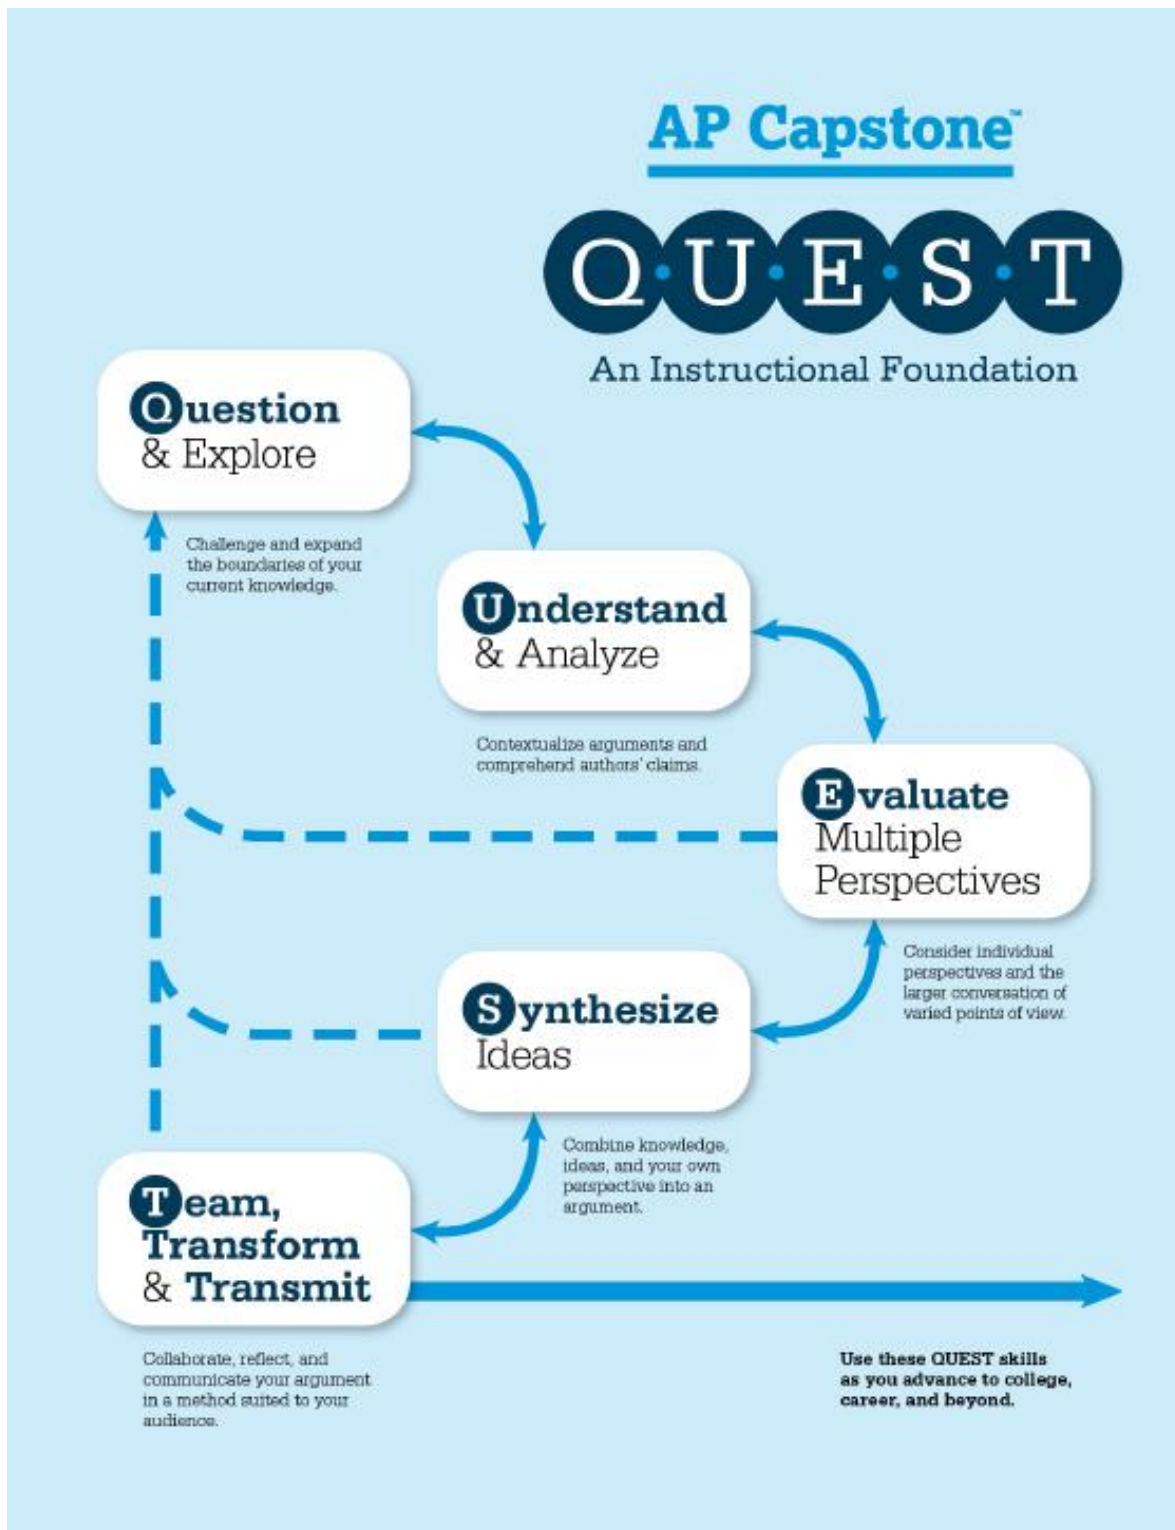 AP Capstone™
Q·U·E·S·T
An Instructional Foundation
Question
& Explore
Challenge and expand
the boundaries of your
current knowledge.
Understand
& Analyze
Contextualize arguments and
comprehend authors' claims.
Evaluate
Multiple
Perspectives
Consider individual
perspectives and the
larger conversation of
varied points of view.
Synthesize
Ideas
Combine knowledge,
ideas, and your own
perspective into an
argument.
Team,
Transform
& Transmit
Collaborate, reflect, and
communicate your argument
in a method suited to your
audience.
Use these QUEST skills
as you advance to college,
career, and beyond.